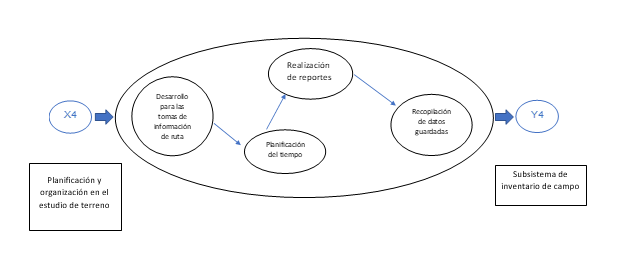 X4
Desarrollo
para las
tomas de
información
de ruta
Planificación
del tiempo
Realización
de reportes
Recopilación
de datos
guardadas
Y4
Planificación y
organización en el
estudio de terreno
Subsistema de
inventario de campo